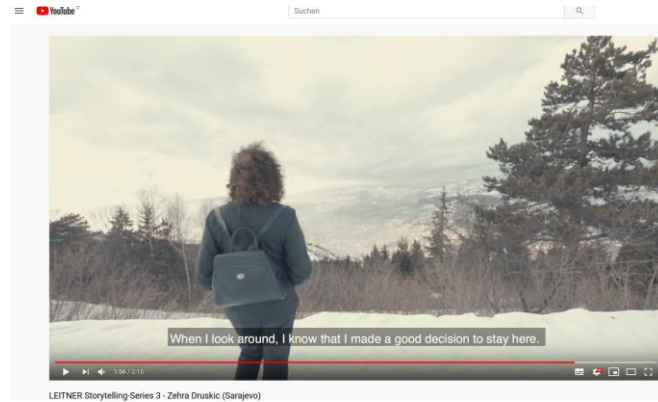 YouTube
Suchen
When I look around, I know that I made a good decision to stay here.
1:56 / 2:15
LEITNER Storytelling-Series 3 - Zehra Druskic (Sarajevo)